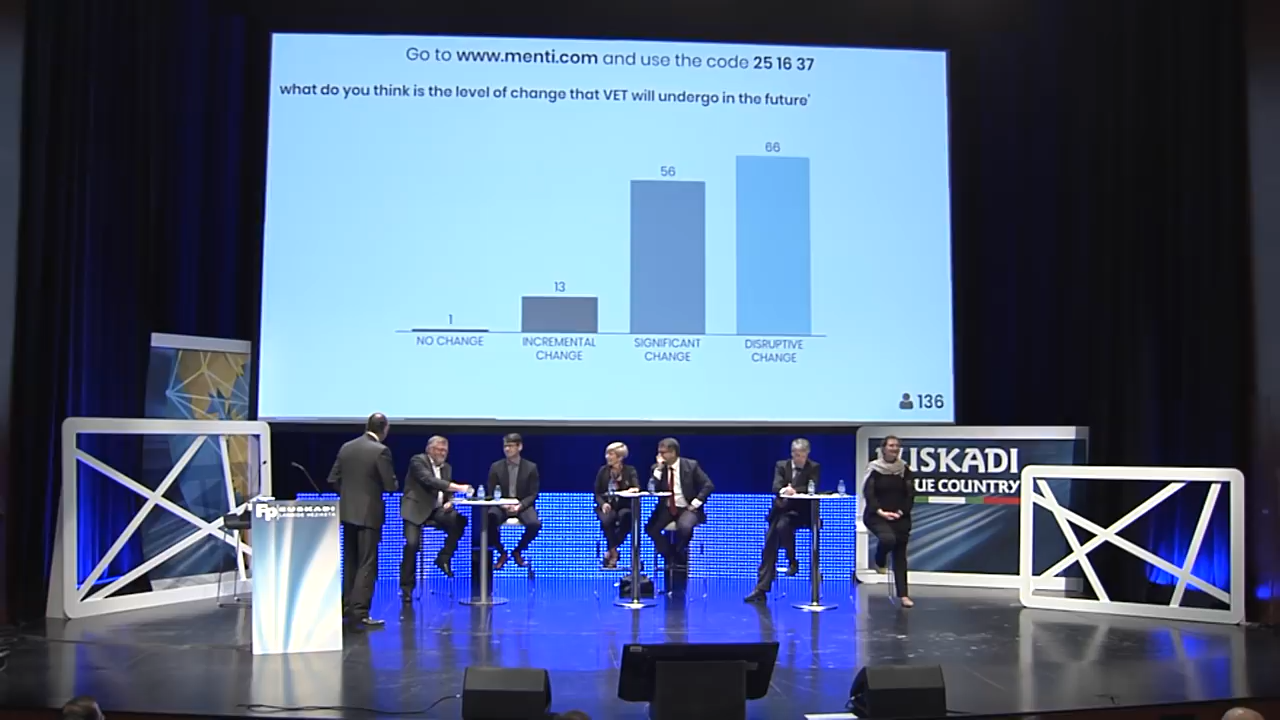 Go to www.menti.com and use the code 25 16 37
what do you think is the level of change that VET will undergo in the future'
66
56
13
1
NO CHANGE
INCREMENTAL
CHANGE
SIGNIFICANT
CHANGE
DISRUPTIVE
CHANGE
136
USKADI
UE COUNTRY
Fp EUSKADI